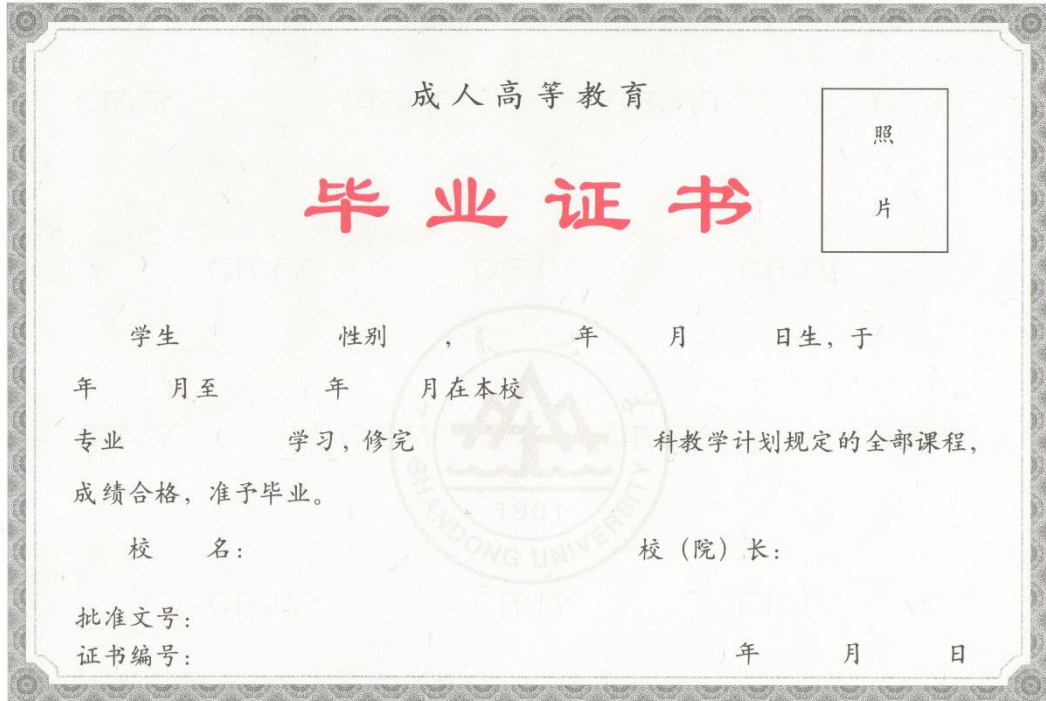 成人高等教育
照
片
毕业证书
学生 性别 , 年 月 日生, 于
年 月至 年 月在本校
专业 学习, 修完 科教学计划规定的全部课程,
成绩合格, 准予毕业。
校 名: 校(院)长:
批准文号:
证书编号: 年 月 日
SHANDONG UNIVERSITY
1901